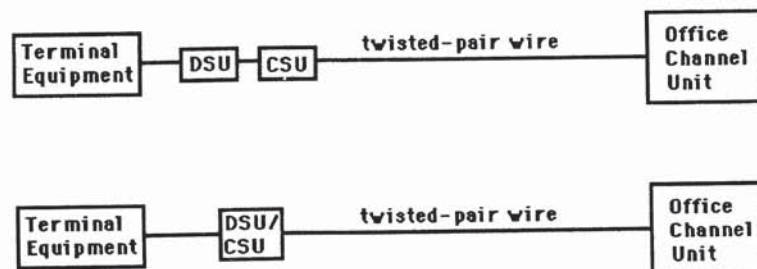 Terminal
Equipment
DSU
CSU
twisted-pair wire
Office
Channel
Unit
Terminal
Equipment
DSU/
CSU
twisted-pair wire
Office
Channel
Unit